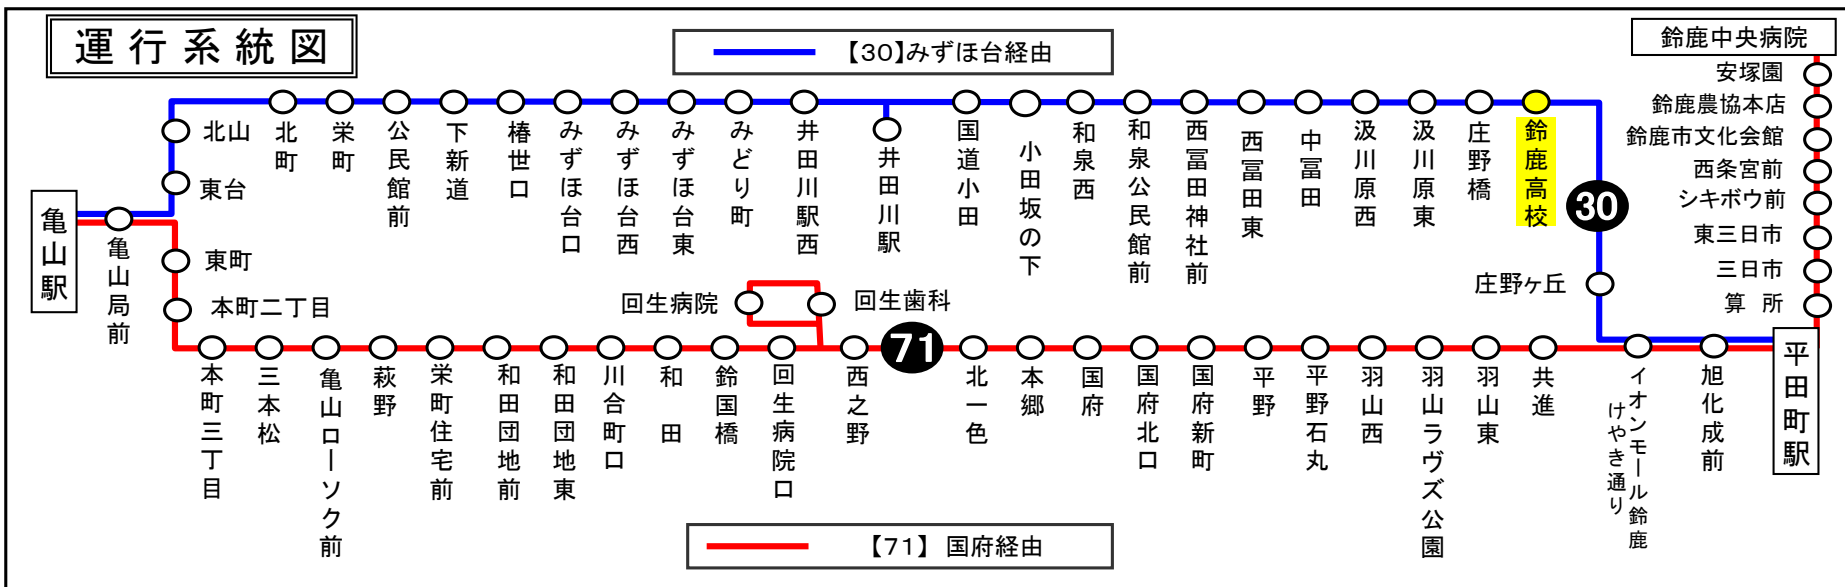 運行系統図
【30】みずほ台経由
鈴鹿中央病院
安塚園
鈴鹿農協本店
鈴鹿市文化会館
西条宮前
シキボウ前
東三日市
三日市
算所
平田町駅
亀山駅
亀山局前
東台
北山
北町
栄町
公民館前
下新道
椿世口
みずほ台口
みずほ台西
みずほ台東
みどり町
井田川駅西
井田川駅
国道小田
小田坂の下
和泉西
和泉公民館前
西冨田神社前
西冨田東
中冨田
汲川原西
汲川原東
庄野橋
鈴鹿高校
30
庄野ヶ丘
東町
本町二丁目
本町三丁目
三本松
亀山ローソク前
萩野
栄町住宅前
和田団地前
和田団地東
川合町口
和田
鈴国橋
回生病院口
回生病院
回生歯科
西之野
71
北一色
本郷
国府
国府北口
国府新町
平野
平野石丸
羽山西
羽山ラヴズ公園
羽山東
共進
イオンモール鈴鹿
けやき通り
旭化成前
【71】国府経由